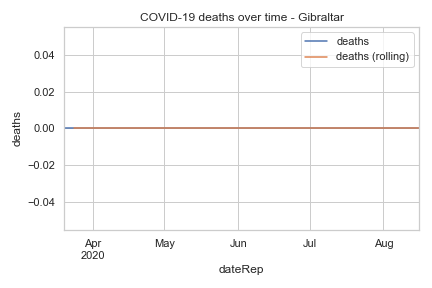 COVID-19 deaths over time - Gibraltar
deaths
deaths (rolling)
0.04
0.02
0.00
−0.02
−0.04
deaths
Apr
2020
May
Jun
Jul
Aug
dateRep